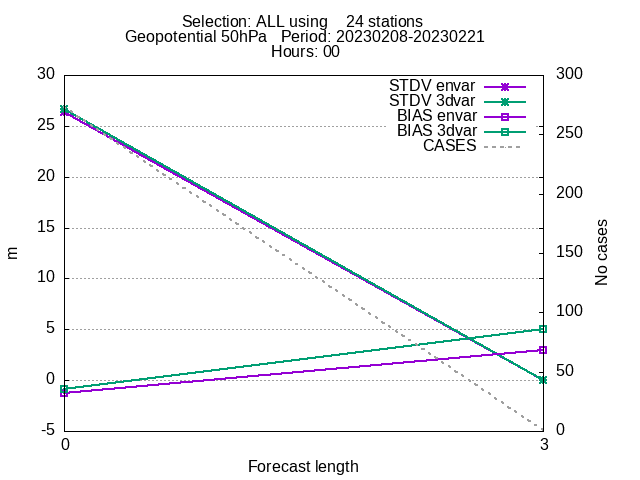 Selection: ALL using    24 stations
Geopotential 50hPa   Period: 20230208-20230221
Hours: 00
30
25
20
15
10
5
0
-5
m
300
250
200
150
100
50
0
No cases
STDV envar
STDV 3dvar
BIAS envar
BIAS 3dvar
CASES
0
3
Forecast length